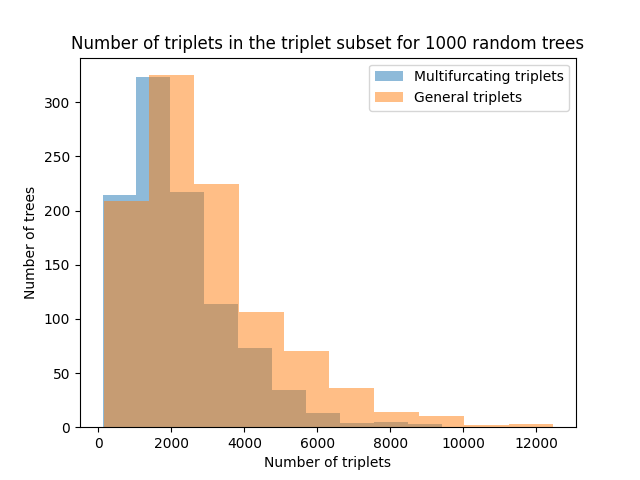 Number of triplets in the triplet subset for 1000 random trees
Multifurcating triplets
General triplets
300
250
200
150
100
50
0
Number of trees
0 2000 4000 6000 8000 10000 12000
Number of triplets